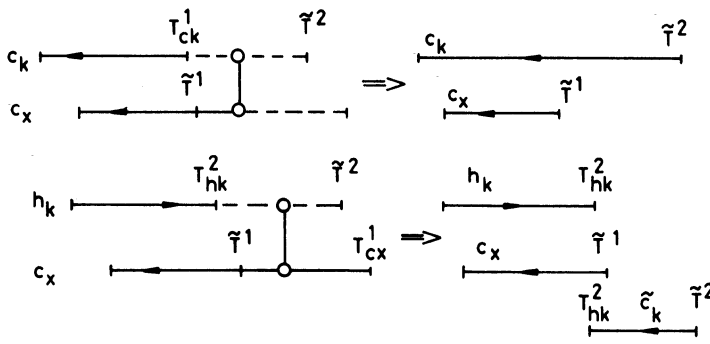 T¹ck T̃²
ck
T̃¹
cx
⇒
ck T̃²
cx T̃¹
T²hk T̃²
hk
T̃¹ T¹cx
cx
⇒
hk T²hk
cx T̃¹
T²hk c̃k T̃²